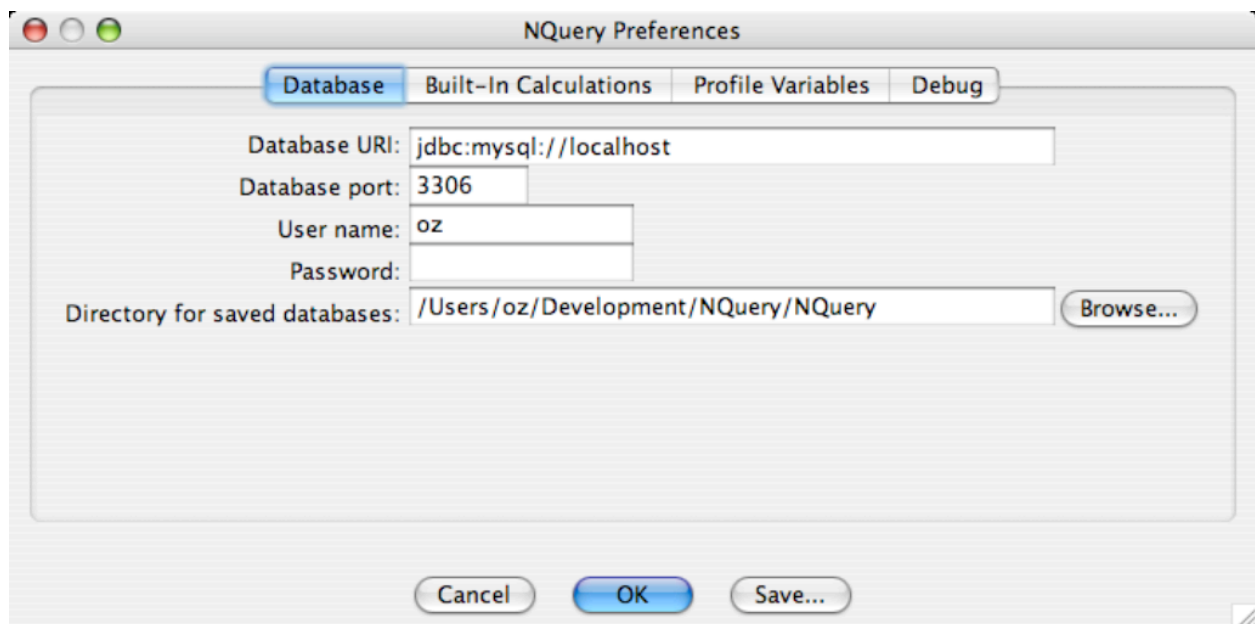 NQuery Preferences
Database Built-In Calculations Profile Variables Debug
Database URI: jdbc:mysql://localhost
Database port: 3306
User name: oz
Password:
Directory for saved databases: /Users/oz/Development/NQuery/NQuery Browse...
Cancel OK Save...